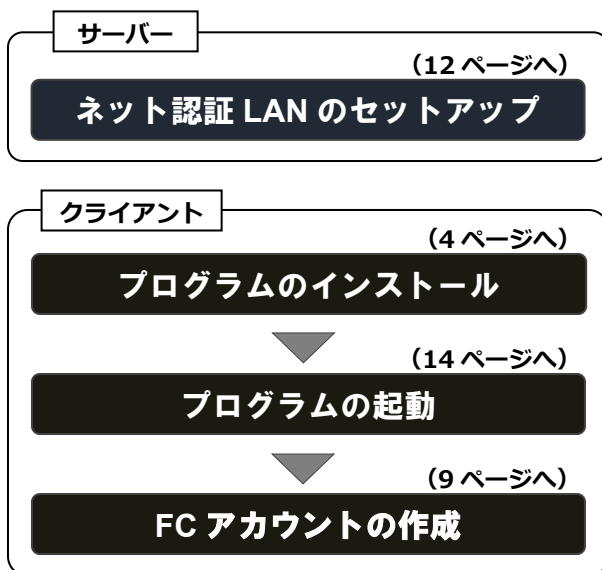 サーバー
（12 ページへ）
ネット認証 LAN のセットアップ
クライアント
（4 ページへ）
プログラムのインストール
（14 ページへ）
プログラムの起動
（9 ページへ）
FC アカウントの作成